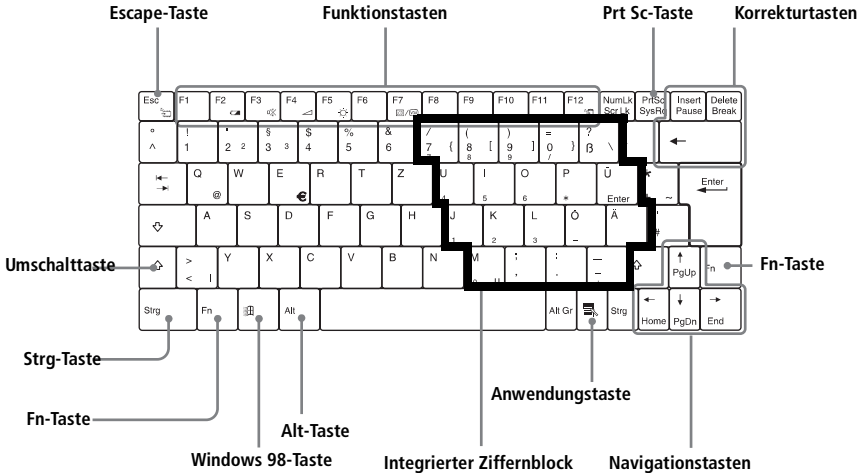 Escape-Taste Funktionstasten Prt Sc-Taste Korrekturtasten
Esc F1 F2 F3 F4 F5 F6 F7 F8 F9 F10 F11 F12 NumLk PrtSc Insert Delete
Scr Lk SysRq Pause Break
° ! " § $ % & / ( ) = ?
^ 1 2 ² 3 ³ 4 5 6 7 { 8 [ 9 ] 0 } ß \
7 8 9 /
Q W E R T Z U I O P Ü * Enter
@ € 4 5 6 * Enter ~
A S D F G H J K L Ö Ä '
1 2 3 – #
Umschalttaste > Y X C V B N M ; : — PgUp Fn Fn-Taste
< | , . -
Strg Fn Alt Alt Gr Strg Home PgDn End
Strg-Taste
Anwendungstaste
Fn-Taste
Alt-Taste
Windows 98-Taste Integrierter Ziffernblock Navigationstasten